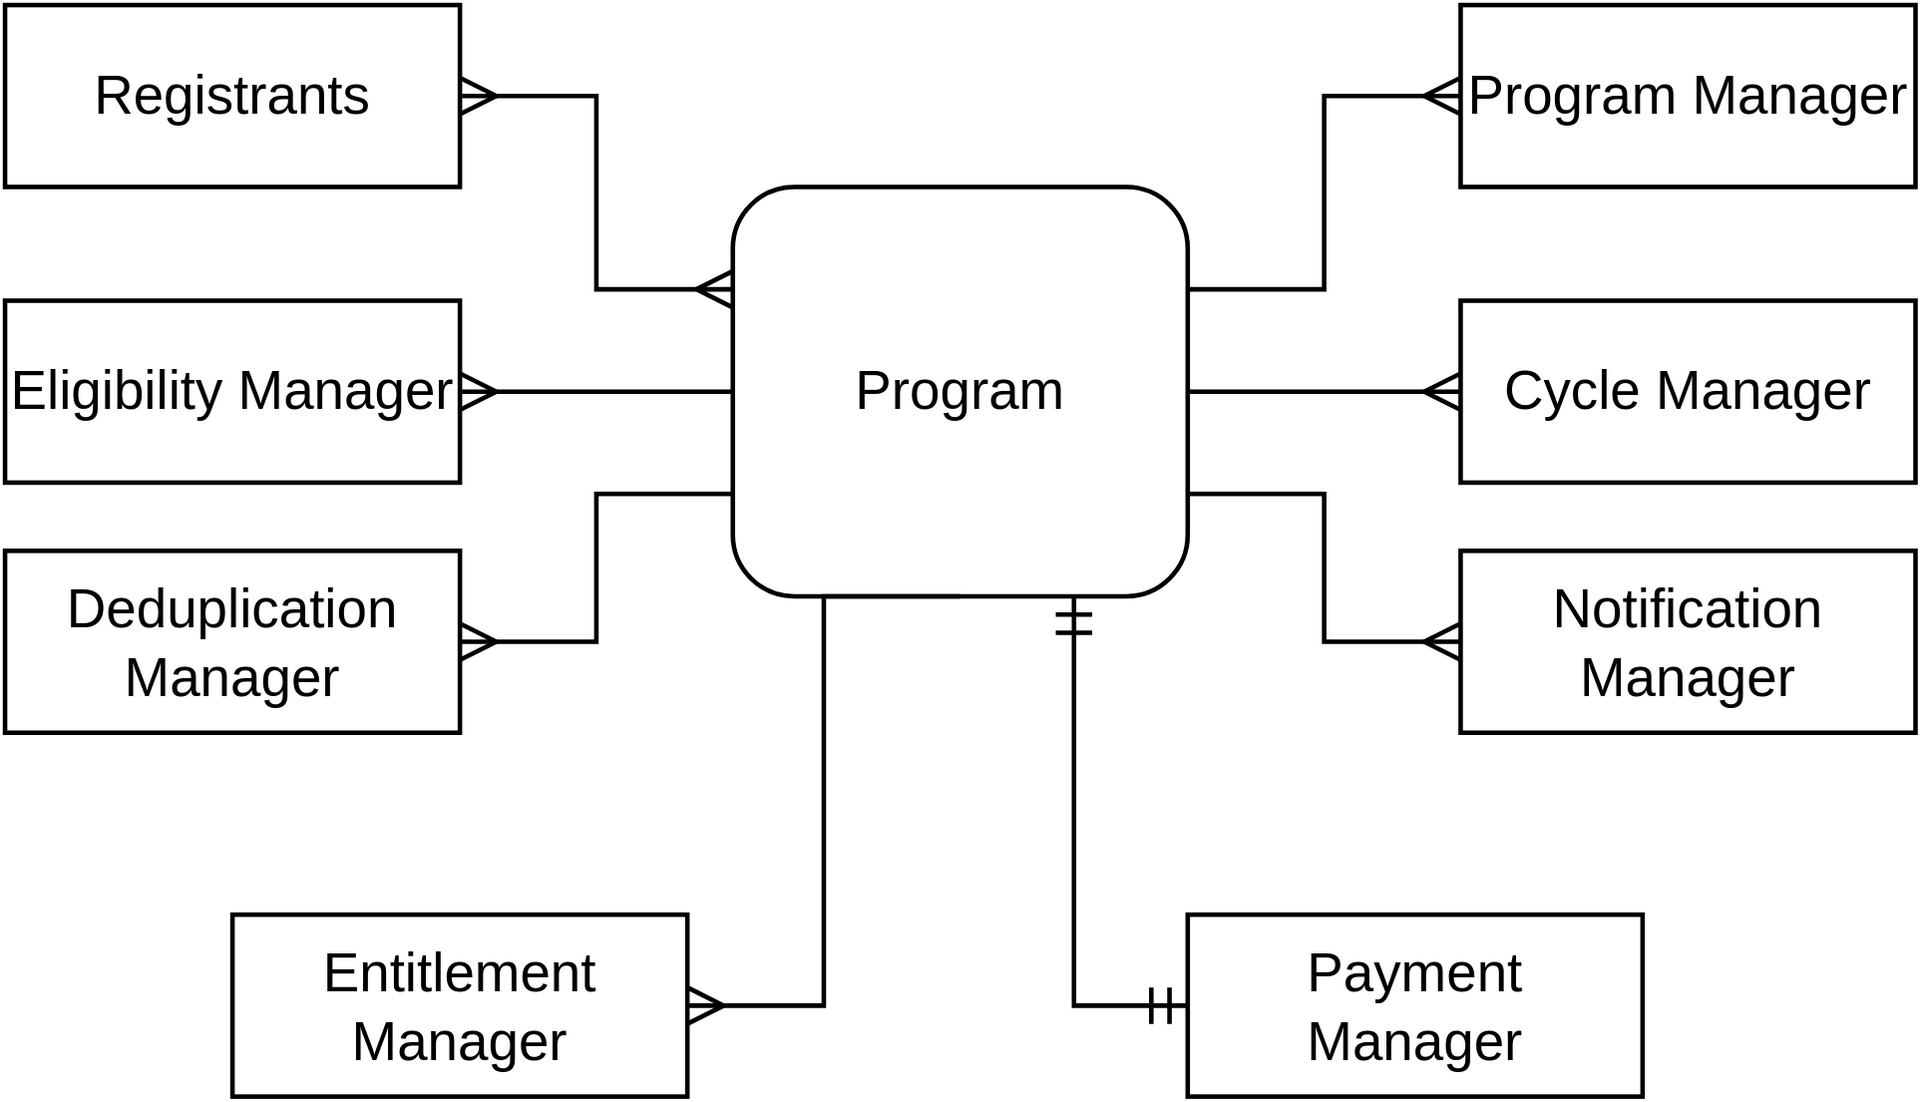 Registrants
Program Manager
Eligibility Manager
Program
Cycle Manager
Deduplication
Manager
Notification
Manager
Entitlement
Manager
Payment
Manager